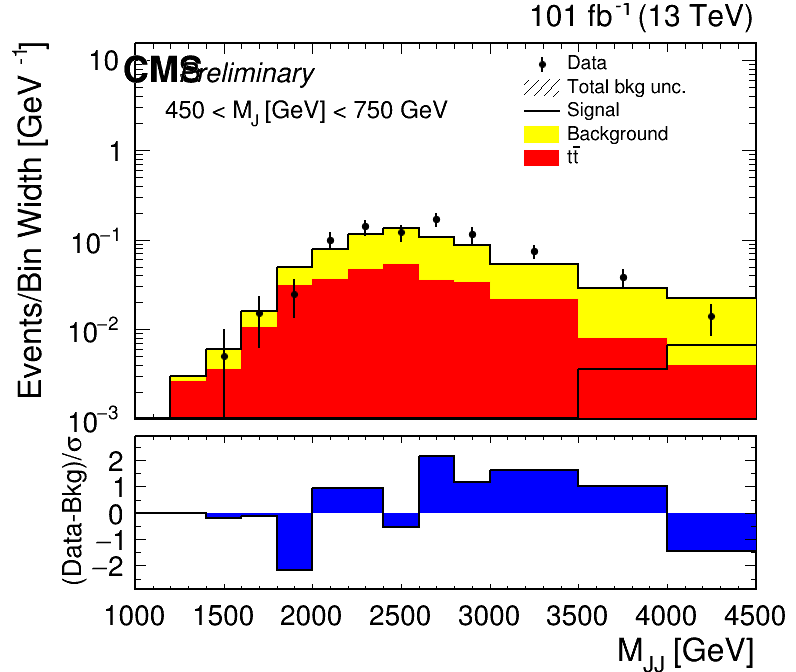 101 fb⁻¹ (13 TeV)
CMS Preliminary
450 < M_J [GeV] < 750 GeV
Data
Total bkg unc.
Signal
Background
tt̄
Events/Bin Width [GeV⁻¹]
10
1
10⁻¹
10⁻²
10⁻³
(Data-Bkg)/σ
2
1
0
−1
−2
1000 1500 2000 2500 3000 3500 4000 4500
M_JJ [GeV]